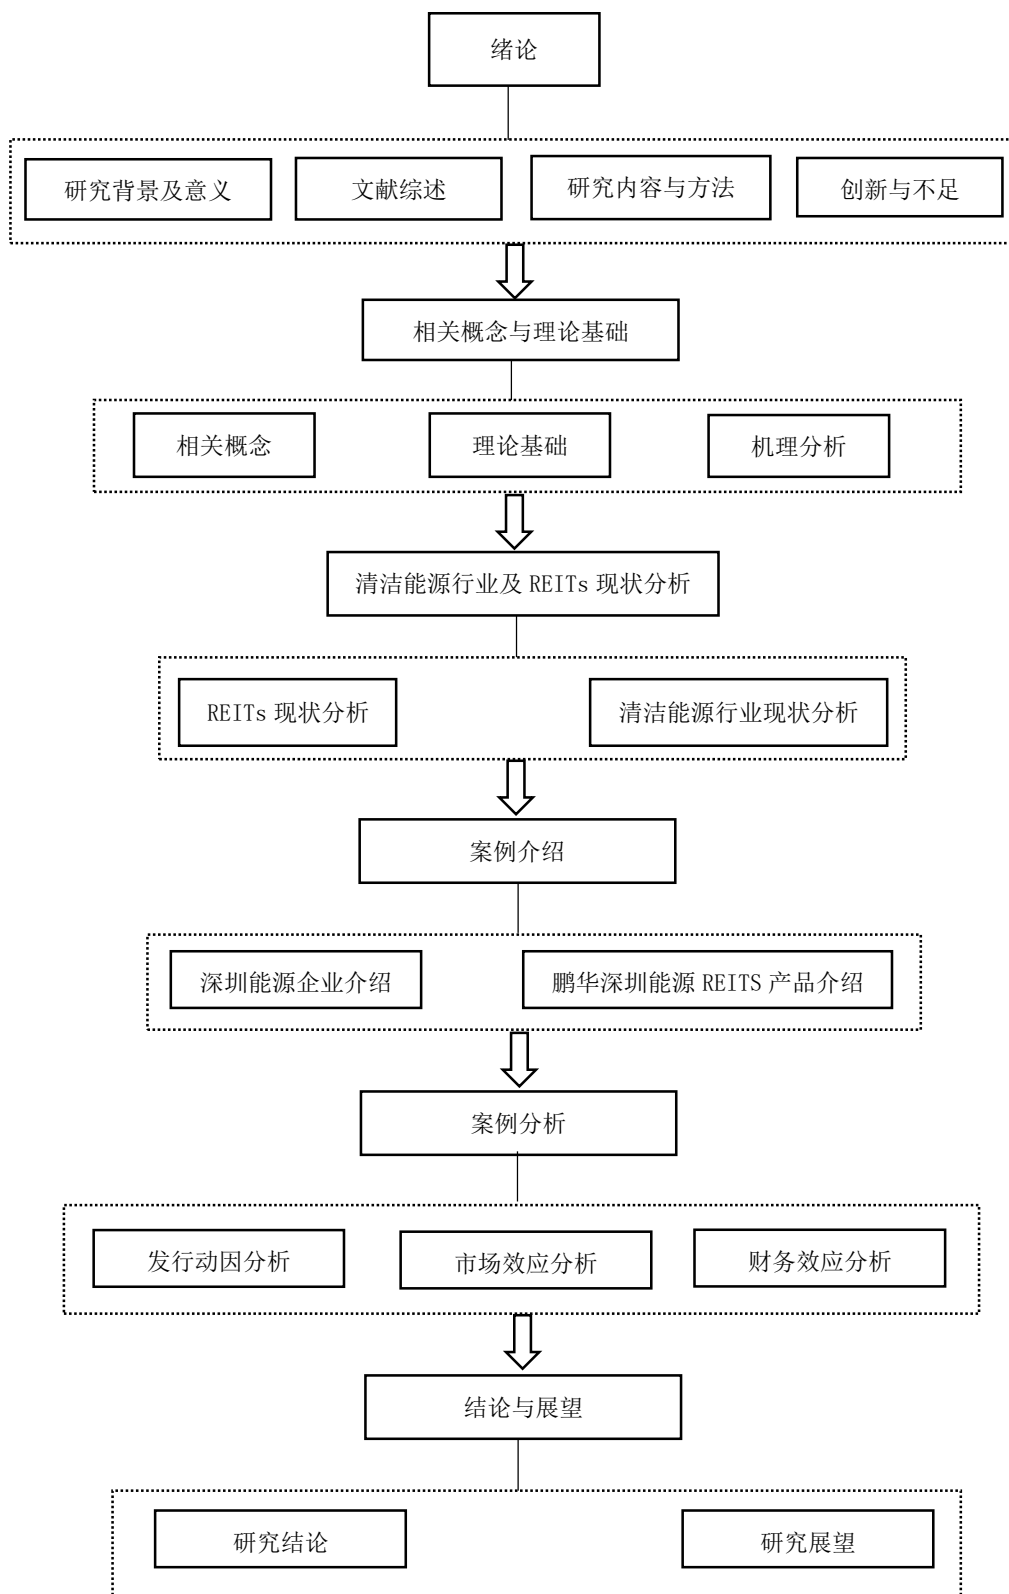 绪论
研究背景及意义
文献综述
研究内容与方法
创新与不足
相关概念与理论基础
相关概念
理论基础
机理分析
清洁能源行业及 REITs 现状分析
REITs 现状分析
清洁能源行业现状分析
案例介绍
深圳能源企业介绍
鹏华深圳能源 REITS 产品介绍
案例分析
发行动因分析
市场效应分析
财务效应分析
结论与展望
研究结论
研究展望